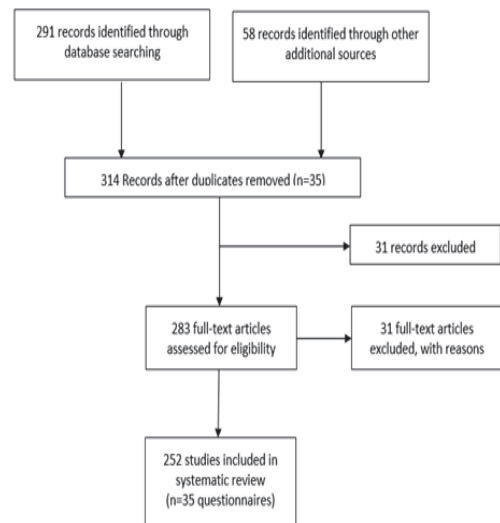 291 records identified through
database searching
58 records identified through other
additional sources
314 Records after duplicates removed (n=35)
31 records excluded
283 full-text articles
assessed for eligibility
31 full-text articles
excluded, with reasons
252 studies included in
systematic review
(n=35 questionnaires)